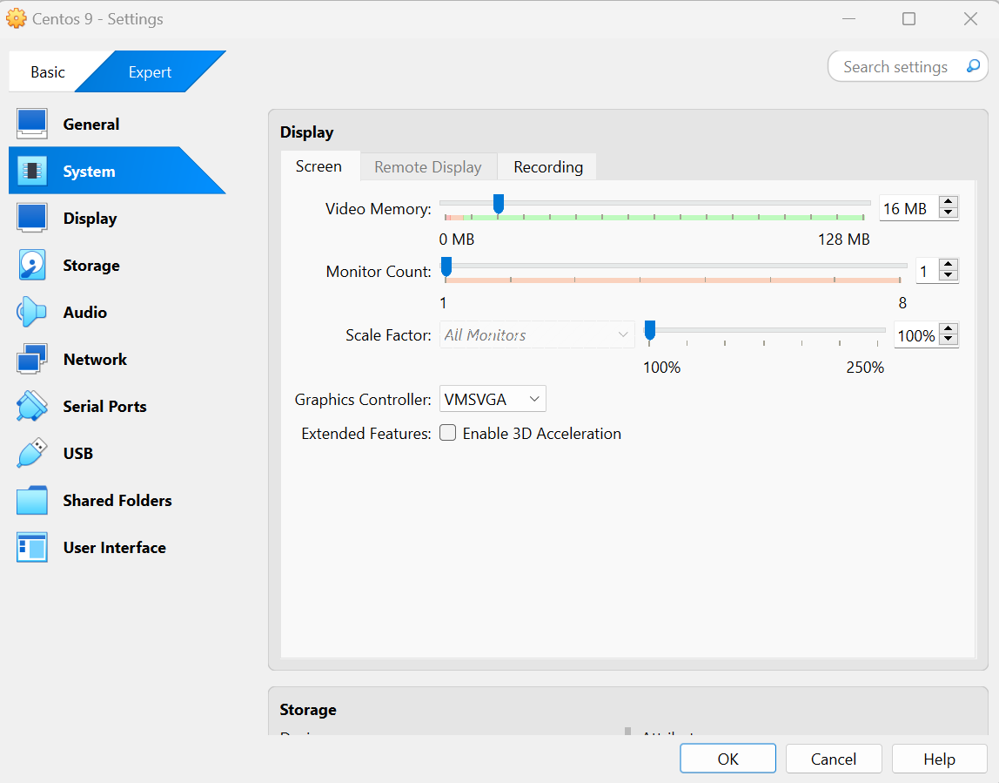 Centos 9 - Settings
Basic
Expert
Search settings
General
System
Display
Storage
Audio
Network
Serial Ports
USB
Shared Folders
User Interface
Display
Screen
Remote Display
Recording
Video Memory:
16 MB
0 MB
128 MB
Monitor Count:
1
1
8
Scale Factor:
All Monitors
100%
100%
250%
Graphics Controller:
VMSVGA
Extended Features:
Enable 3D Acceleration
Storage
OK
Cancel
Help